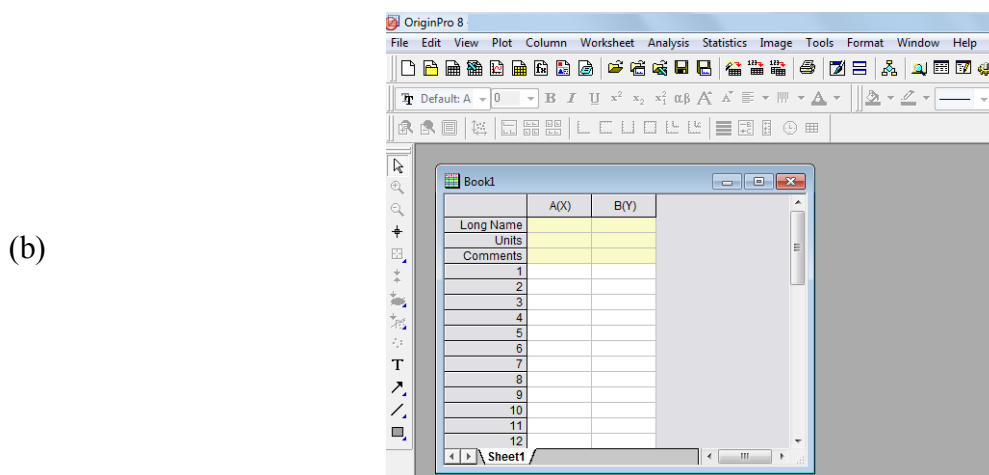 OriginPro 8
File Edit View Plot Column Worksheet Analysis Statistics Image Tools Format Window Help
Default: A 0 B I U x² x₂ αβ A A A
Book1
A(X) B(Y)
Long Name
Units
(b)
Comments
1
2
3
4
5
6
7
T
8
9
10
11
12
Sheet1